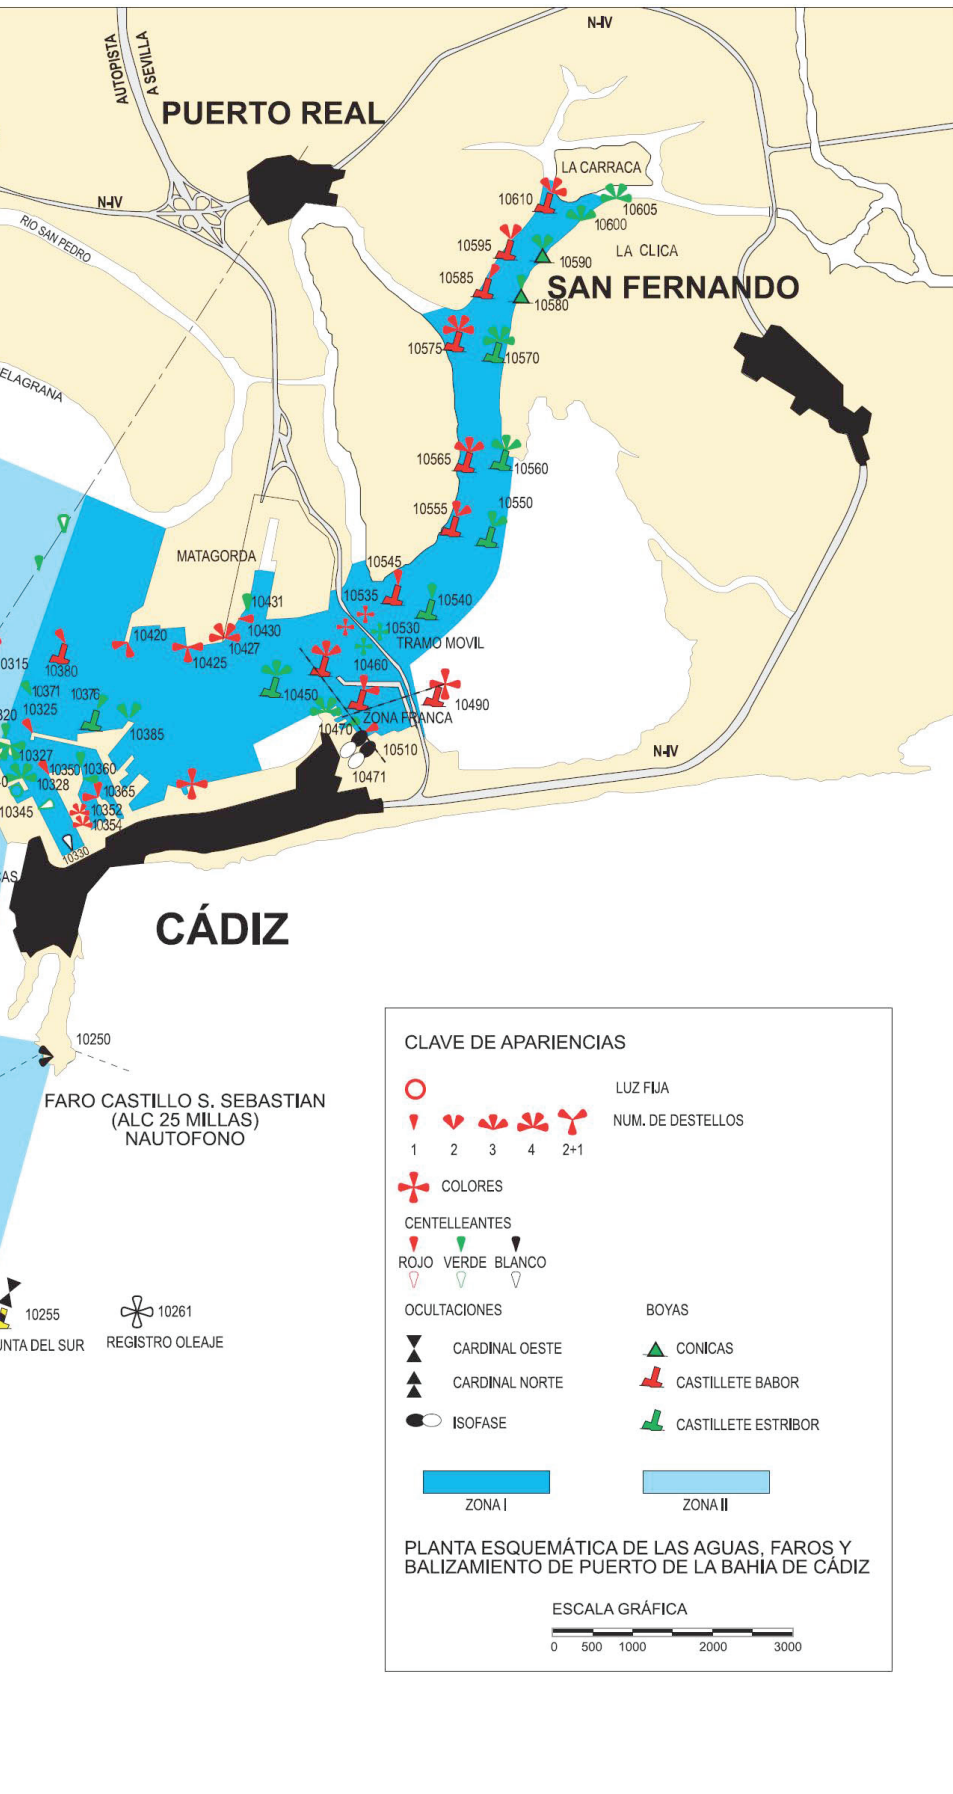 N-IV
AUTOPISTA
A SEVILLA
PUERTO REAL
LA CARRACA
10610
10605
10600
N-IV
RIO SAN PEDRO
10595
10590
LA CLICA
10585
SAN FERNANDO
10580
10575
10570
ELAGRANA
10565
10560
10555
10550
MATAGORDA
10545
10535
10540
10431
10430
10530
TRAMO MOVIL
10420
10427
10425
10460
10315
10380
10371
10376
10450
10490
10325
320
10385
10470
ZONA FRANCA
10510
N-IV
10327
10350
10360
10471
10328
10365
10345
10352
10354
10330
CAS
CÁDIZ
10250
FARO CASTILLO S. SEBASTIAN
(ALC 25 MILLAS)
NAUTOFONO
10255
10261
UNTA DEL SUR
REGISTRO OLEAJE
CLAVE DE APARIENCIAS
LUZ FIJA
NUM. DE DESTELLOS
1 2 3 4 2+1
COLORES
CENTELLEANTES
ROJO VERDE BLANCO
OCULTACIONES
BOYAS
CARDINAL OESTE
CONICAS
CARDINAL NORTE
CASTILLETE BABOR
ISOFASE
CASTILLETE ESTRIBOR
ZONA I
ZONA II
PLANTA ESQUEMÁTICA DE LAS AGUAS, FAROS Y
BALIZAMIENTO DE PUERTO DE LA BAHIA DE CÁDIZ
ESCALA GRÁFICA
0 500 1000 2000 3000